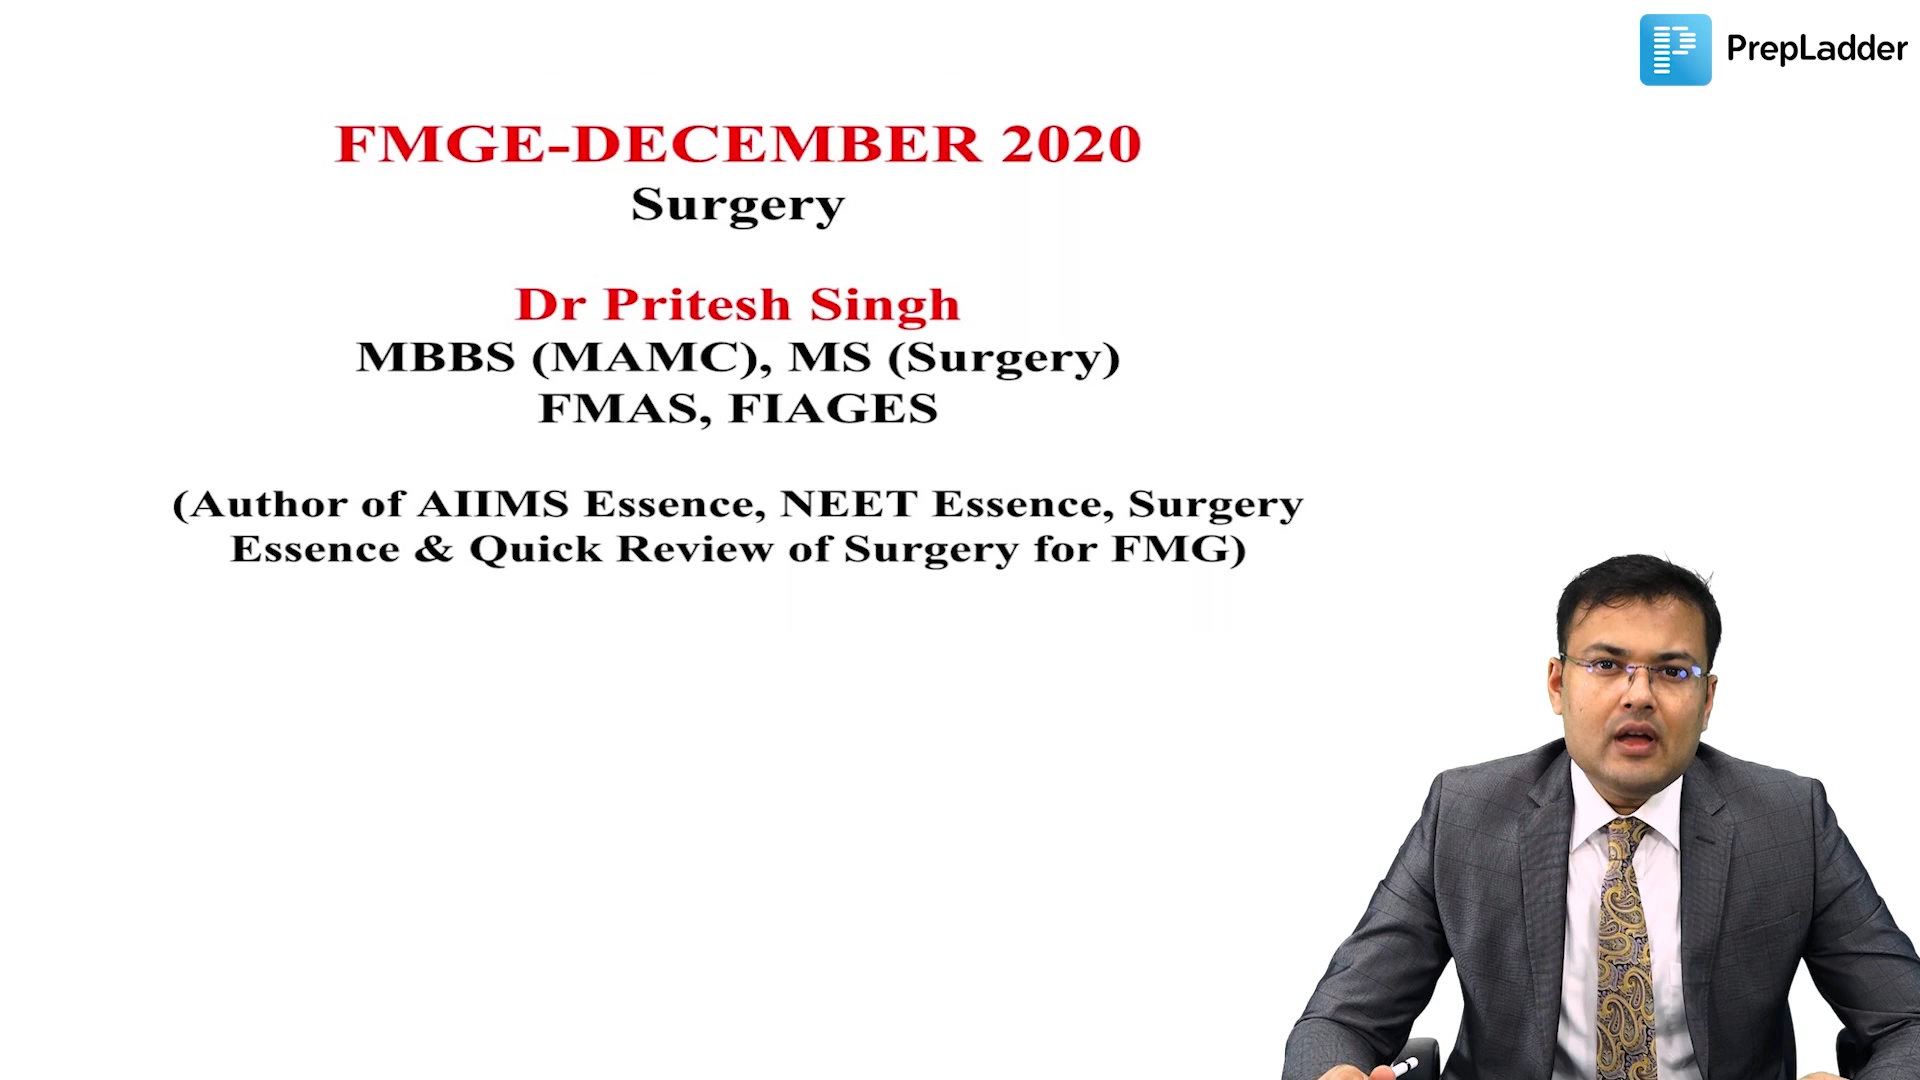 PrepLadder
FMGE-DECEMBER 2020
Surgery
Dr Pritesh Singh
MBBS (MAMC), MS (Surgery)
FMAS, FIAGES
(Author of AIIMS Essence, NEET Essence, Surgery
Essence & Quick Review of Surgery for FMG)